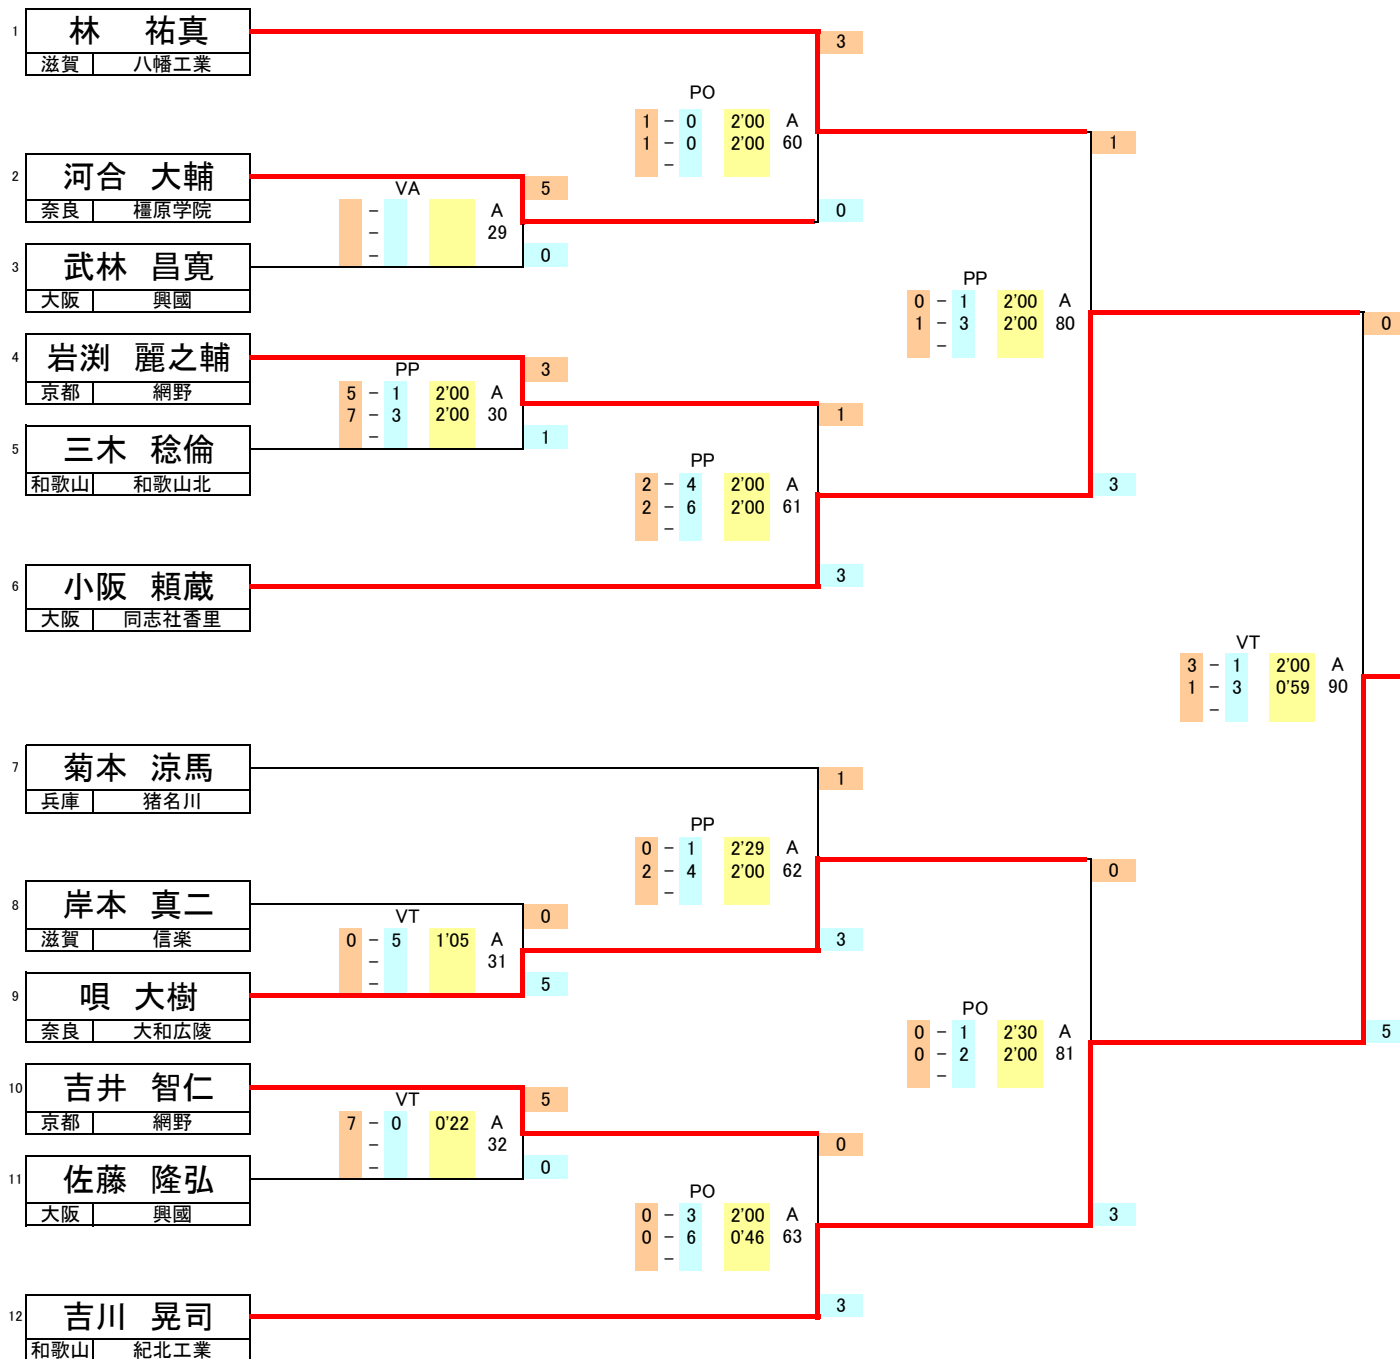 1 林 祐真 3
滋賀 八幡工業
PO
1 - 0 2'00 A
1 - 0 2'00 60
-
1
2 河合 大輔 5
奈良 橿原学院
VA
- A
- 29
-
0
0
3 武林 昌寛
大阪 興國
PP
0 - 1 2'00 A
1 - 3 2'00 80
-
0
4 岩渕 麗之輔 3
京都 網野
PP
5 - 1 2'00 A
7 - 3 2'00 30
-
1
1
5 三木 稔倫
和歌山 和歌山北
PP
2 - 4 2'00 A
2 - 6 2'00 61
-
3
3
6 小阪 頼蔵
大阪 同志社香里
VT
3 - 1 2'00 A
1 - 3 0'59 90
-
7 菊本 涼馬 1
兵庫 猪名川
PP
0 - 1 2'29 A
2 - 4 2'00 62
-
0
8 岸本 真二 0
滋賀 信楽
VT
0 - 5 1'05 A
- 31
-
3
5
9 唄 大樹
奈良 大和広陵
PO
0 - 1 2'30 A
0 - 2 2'00 81
-
5
10 吉井 智仁 5
京都 網野
VT
7 - 0 0'22 A
- 32
-
0
0
11 佐藤 隆弘
大阪 興國
PO
0 - 3 2'00 A
0 - 6 0'46 63
-
3
3
12 吉川 晃司
和歌山 紀北工業